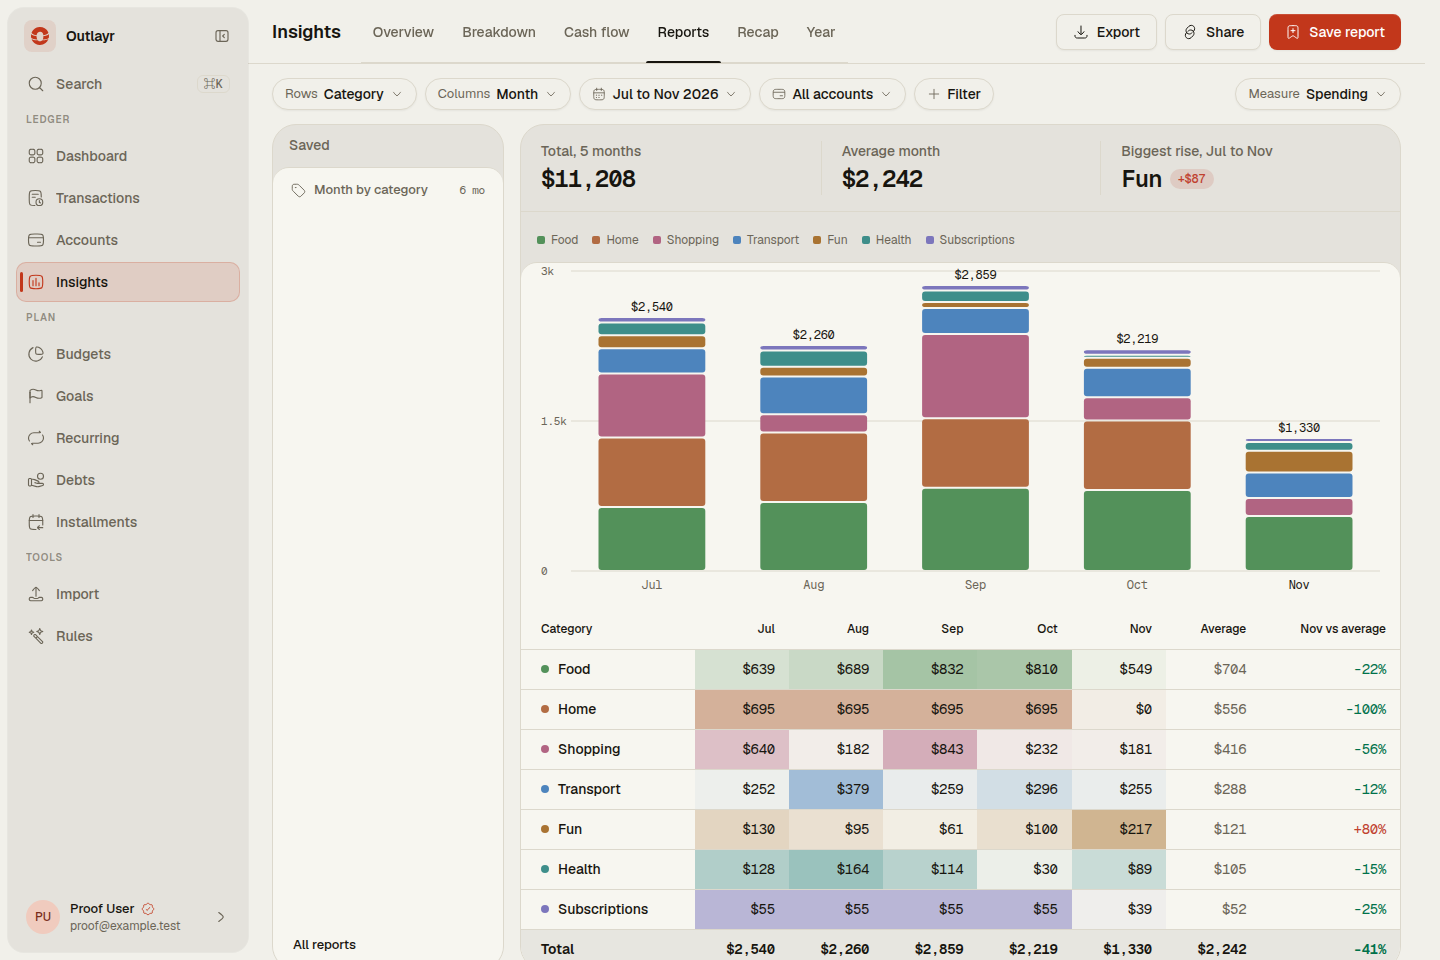 Outlayr
Search ⌘K
LEDGER
Dashboard
Transactions
Accounts
Insights
PLAN
Budgets
Goals
Recurring
Debts
Installments
TOOLS
Import
Rules
PU
Proof User
proof@example.test
Insights Overview Breakdown Cash flow Reports Recap Year Export Share Save report
Rows Category Columns Month Jul to Nov 2026 All accounts Filter Measure Spending
Saved
Month by category 6 mo
All reports
Total, 5 months Average month Biggest rise, Jul to Nov
$11,208 $2,242 Fun +$87
Food Home Shopping Transport Fun Health Subscriptions
3k
1.5k
0
$2,540 $2,260 $2,859 $2,219 $1,330
Jul Aug Sep Oct Nov
Category Jul Aug Sep Oct Nov Average Nov vs average
Food $639 $689 $832 $810 $549 $704 -22%
Home $695 $695 $695 $695 $0 $556 -100%
Shopping $640 $182 $843 $232 $181 $416 -56%
Transport $252 $379 $259 $296 $255 $288 -12%
Fun $130 $95 $61 $100 $217 $121 +80%
Health $128 $164 $114 $30 $89 $105 -15%
Subscriptions $55 $55 $55 $55 $39 $52 -25%
Total $2,540 $2,260 $2,859 $2,219 $1,330 $2,242 -41%